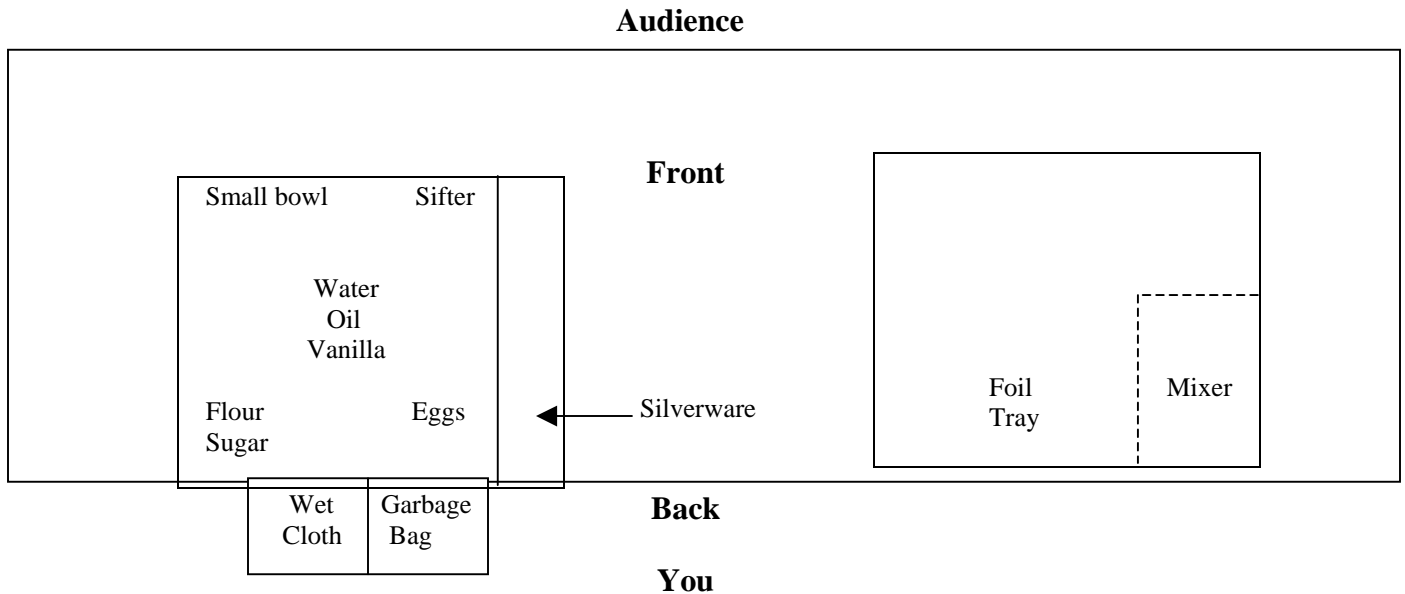 Audience
Front
Small bowl Sifter
Water
Oil
Vanilla
Flour Eggs
Sugar
Silverware
Foil
Tray
Mixer
Wet
Cloth
Garbage
Bag
Back
You